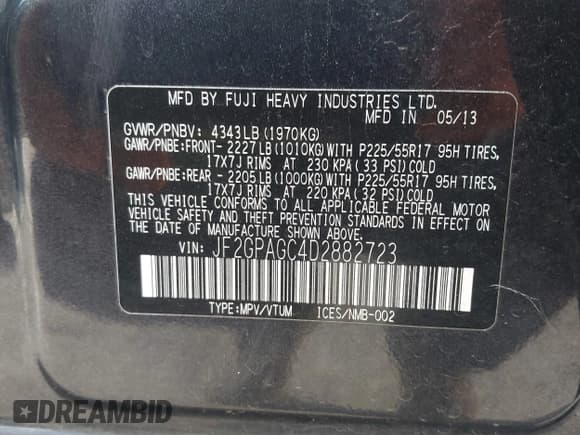 MFD BY FUJI HEAVY INDUSTRIES LTD.
MFD IN 05/13
GVWR/PNBV: 4343LB(1970KG)
GAWR/PNBE:FRONT- 2227LB(1010KG)WITH P225/55R17 95H TIRES,
17X7J RIMS AT 230 KPA(33 PSI)COLD
GAWR/PNBE:REAR - 2205LB(1000KG)WITH P225/55R17 95H TIRES,
17X7J RIMS AT 220 KPA(32 PSI)COLD
THIS VEHICLE CONFORMS TO ALL APPLICABLE FEDERAL MOTOR
VEHICLE SAFETY AND THEFT PREVENTION STANDARDS IN EFFECT ON
THE DATE OF MANUFACTURE SHOWN ABOVE.
VIN: JF2GPAGC4D2882723
TYPE:MPV/VTUM ICES/NMB-002
DREAMBID